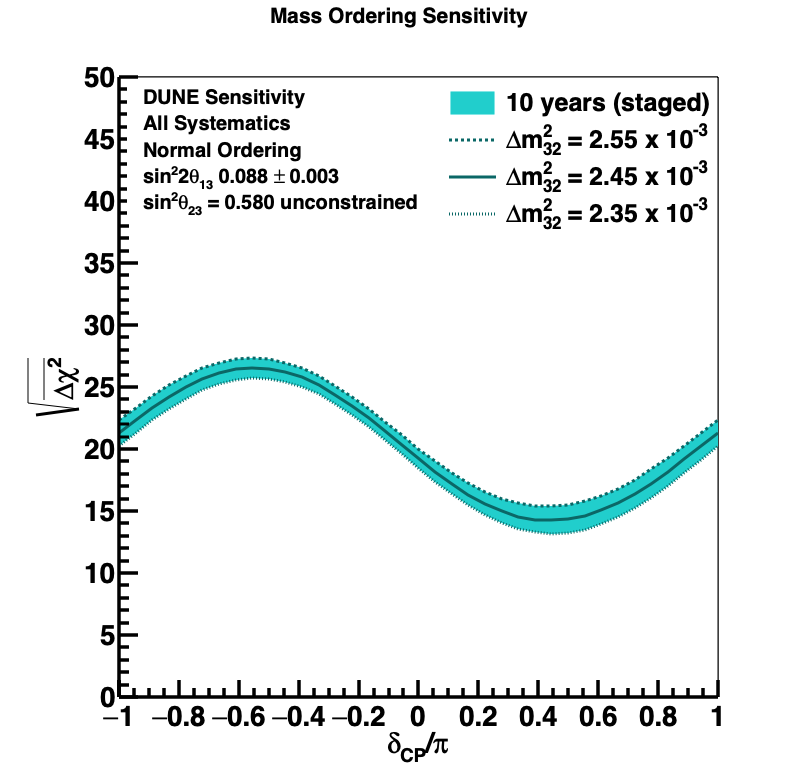 Mass Ordering Sensitivity
DUNE Sensitivity
All Systematics
Normal Ordering
sin²2θ₁₃ 0.088 ± 0.003
sin²θ₂₃ = 0.580 unconstrained
10 years (staged)
Δm²₃₂ = 2.55 x 10⁻³
Δm²₃₂ = 2.45 x 10⁻³
Δm²₃₂ = 2.35 x 10⁻³
50
45
40
35
30
25
20
15
10
5
0
√Δχ²
−1 −0.8 −0.6 −0.4 −0.2 0 0.2 0.4 0.6 0.8 1
δCP/π